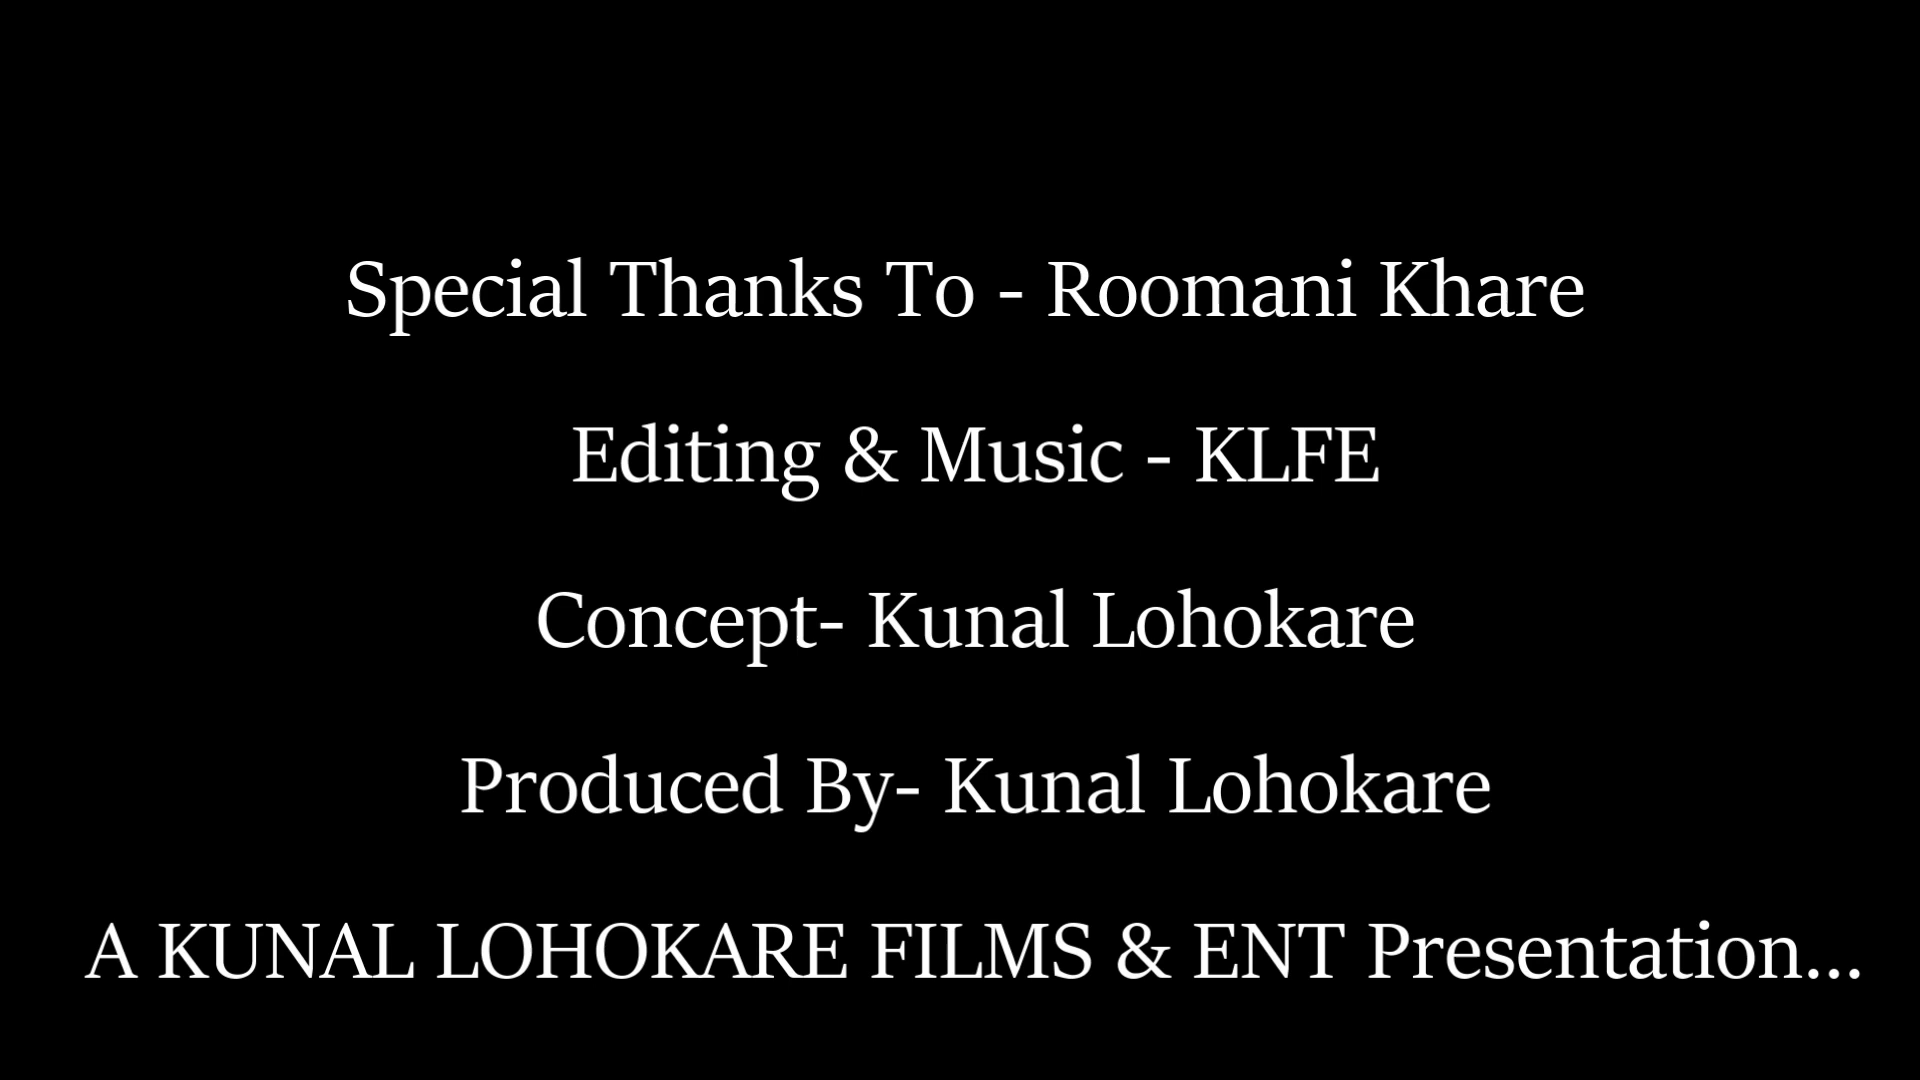 Special Thanks To - Roomani Khare
Editing & Music - KLFE
Concept- Kunal Lohokare
Produced By- Kunal Lohokare
A KUNAL LOHOKARE FILMS & ENT Presentation...